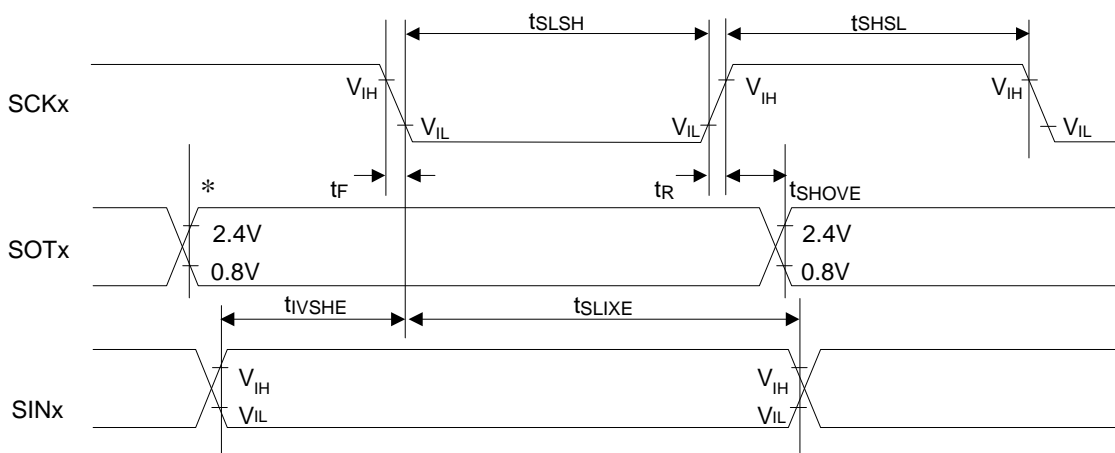 tSLSH
tSHSL
SCKx
VIH
VIL
VIL
VIH
VIH
VIL
tF
tR
tSHOVE
*
SOTx
2.4V
0.8V
2.4V
0.8V
tIVSHE
tSLIXE
SINx
VIH
VIL
VIH
VIL